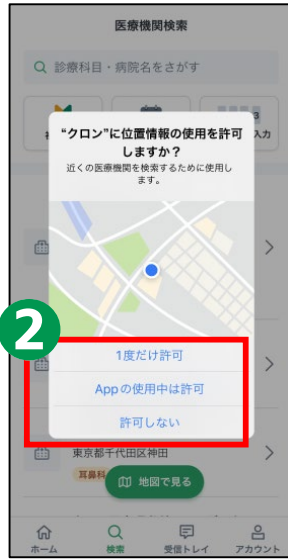 医療機関検索
診療科目・病院名をさがす
3
入力
“クロン”に位置情報の使用を許可
しますか？
近くの医療機関を検索するために使用し
ます。
2
1度だけ許可
Appの使用中は許可
許可しない
東京都千代田区神田
耳鼻科
地図で見る
ホーム
検索
受信トレイ
アカウント